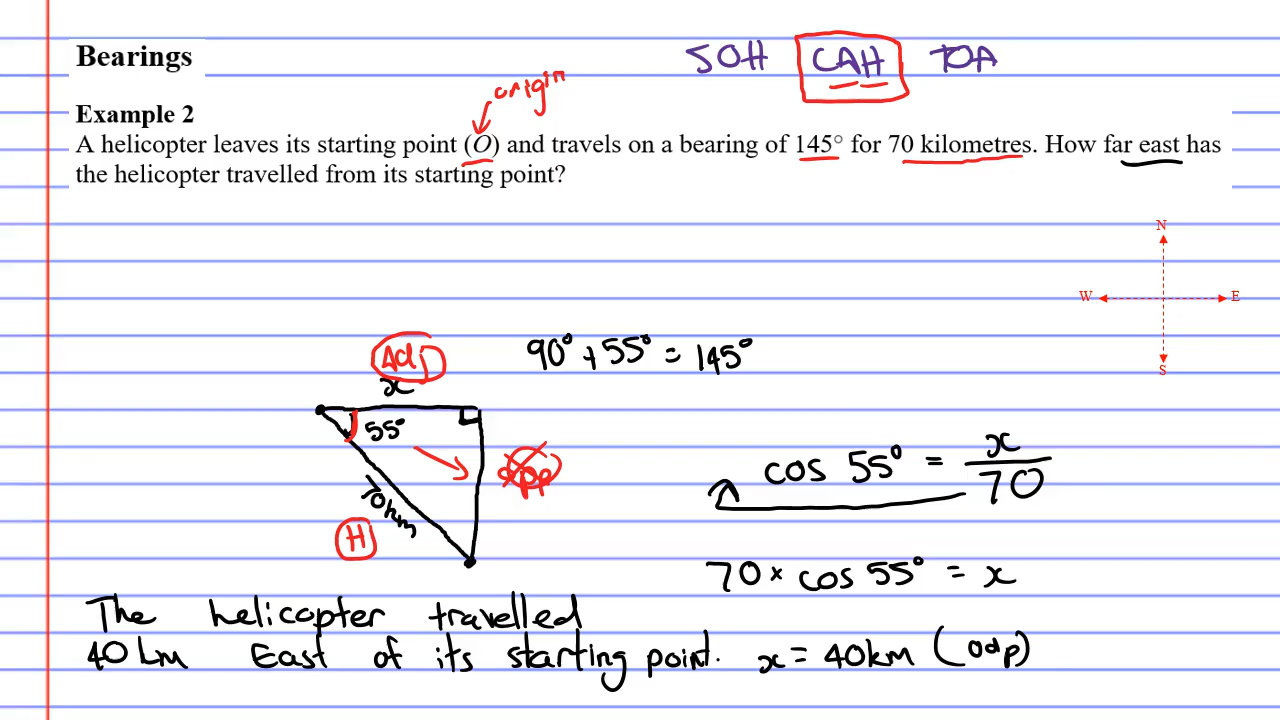 Bearings
SOH CAH TOA
origin
Example 2
A helicopter leaves its starting point (O) and travels on a bearing of 145° for 70 kilometres. How far east has
the helicopter travelled from its starting point?
N
W E
S
Adj
90° + 55° = 145°
x
55°
opp
70km
H
cos 55° = x/70
70 × cos 55° = x
The helicopter travelled
40 km East of its starting point. x = 40km (0dp)